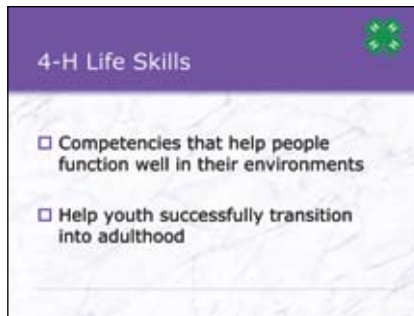 4-H Life Skills
Competencies that help people
function well in their environments
Help youth successfully transition
into adulthood